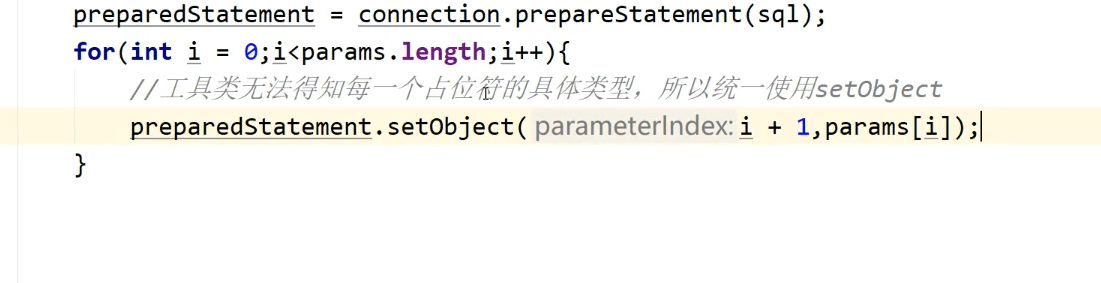 preparedStatement = connection.prepareStatement(sql);
for(int i = 0;i<params.length;i++){
//工具类无法得知每一个占位符的具体类型，所以统一使用setObject
preparedStatement.setObject( parameterIndex: i + 1,params[i]);
}